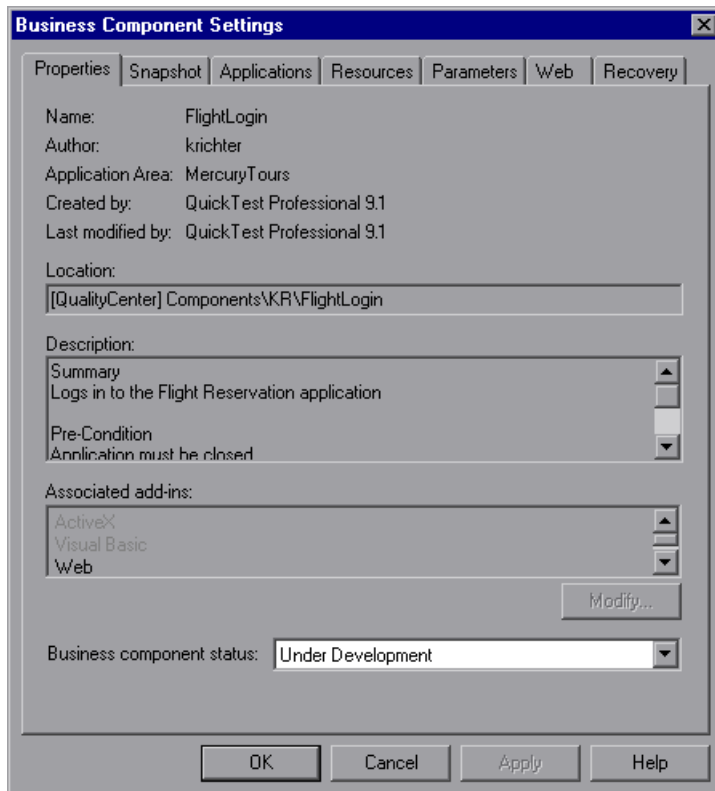 Business Component Settings
Properties Snapshot Applications Resources Parameters Web Recovery
Name: FlightLogin
Author: krichter
Application Area: MercuryTours
Created by: QuickTest Professional 9.1
Last modified by: QuickTest Professional 9.1
Location:
[QualityCenter] Components\KR\FlightLogin
Description:
Summary
Logs in to the Flight Reservation application
Pre-Condition
Application must be closed
Associated add-ins:
ActiveX
Visual Basic
Web
Modify...
Business component status: Under Development
OK Cancel Apply Help